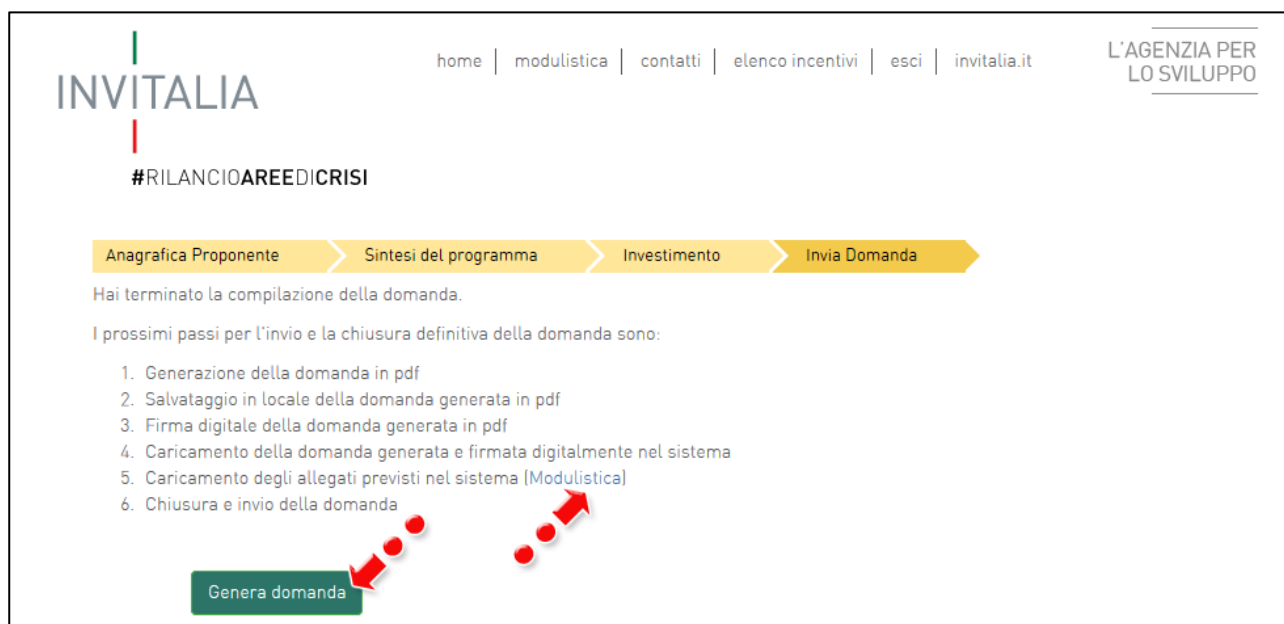 INVITALIA
home | modulistica | contatti | elenco incentivi | esci | invitalia.it
L'AGENZIA PER
LO SVILUPPO
#RILANCIOAREEDICRISI
Anagrafica Proponente
Sintesi del programma
Investimento
Invia Domanda
Hai terminato la compilazione della domanda.
I prossimi passi per l'invio e la chiusura definitiva della domanda sono:
1. Generazione della domanda in pdf
2. Salvataggio in locale della domanda generata in pdf
3. Firma digitale della domanda generata in pdf
4. Caricamento della domanda generata e firmata digitalmente nel sistema
5. Caricamento degli allegati previsti nel sistema (Modulistica)
6. Chiusura e invio della domanda
Genera domanda